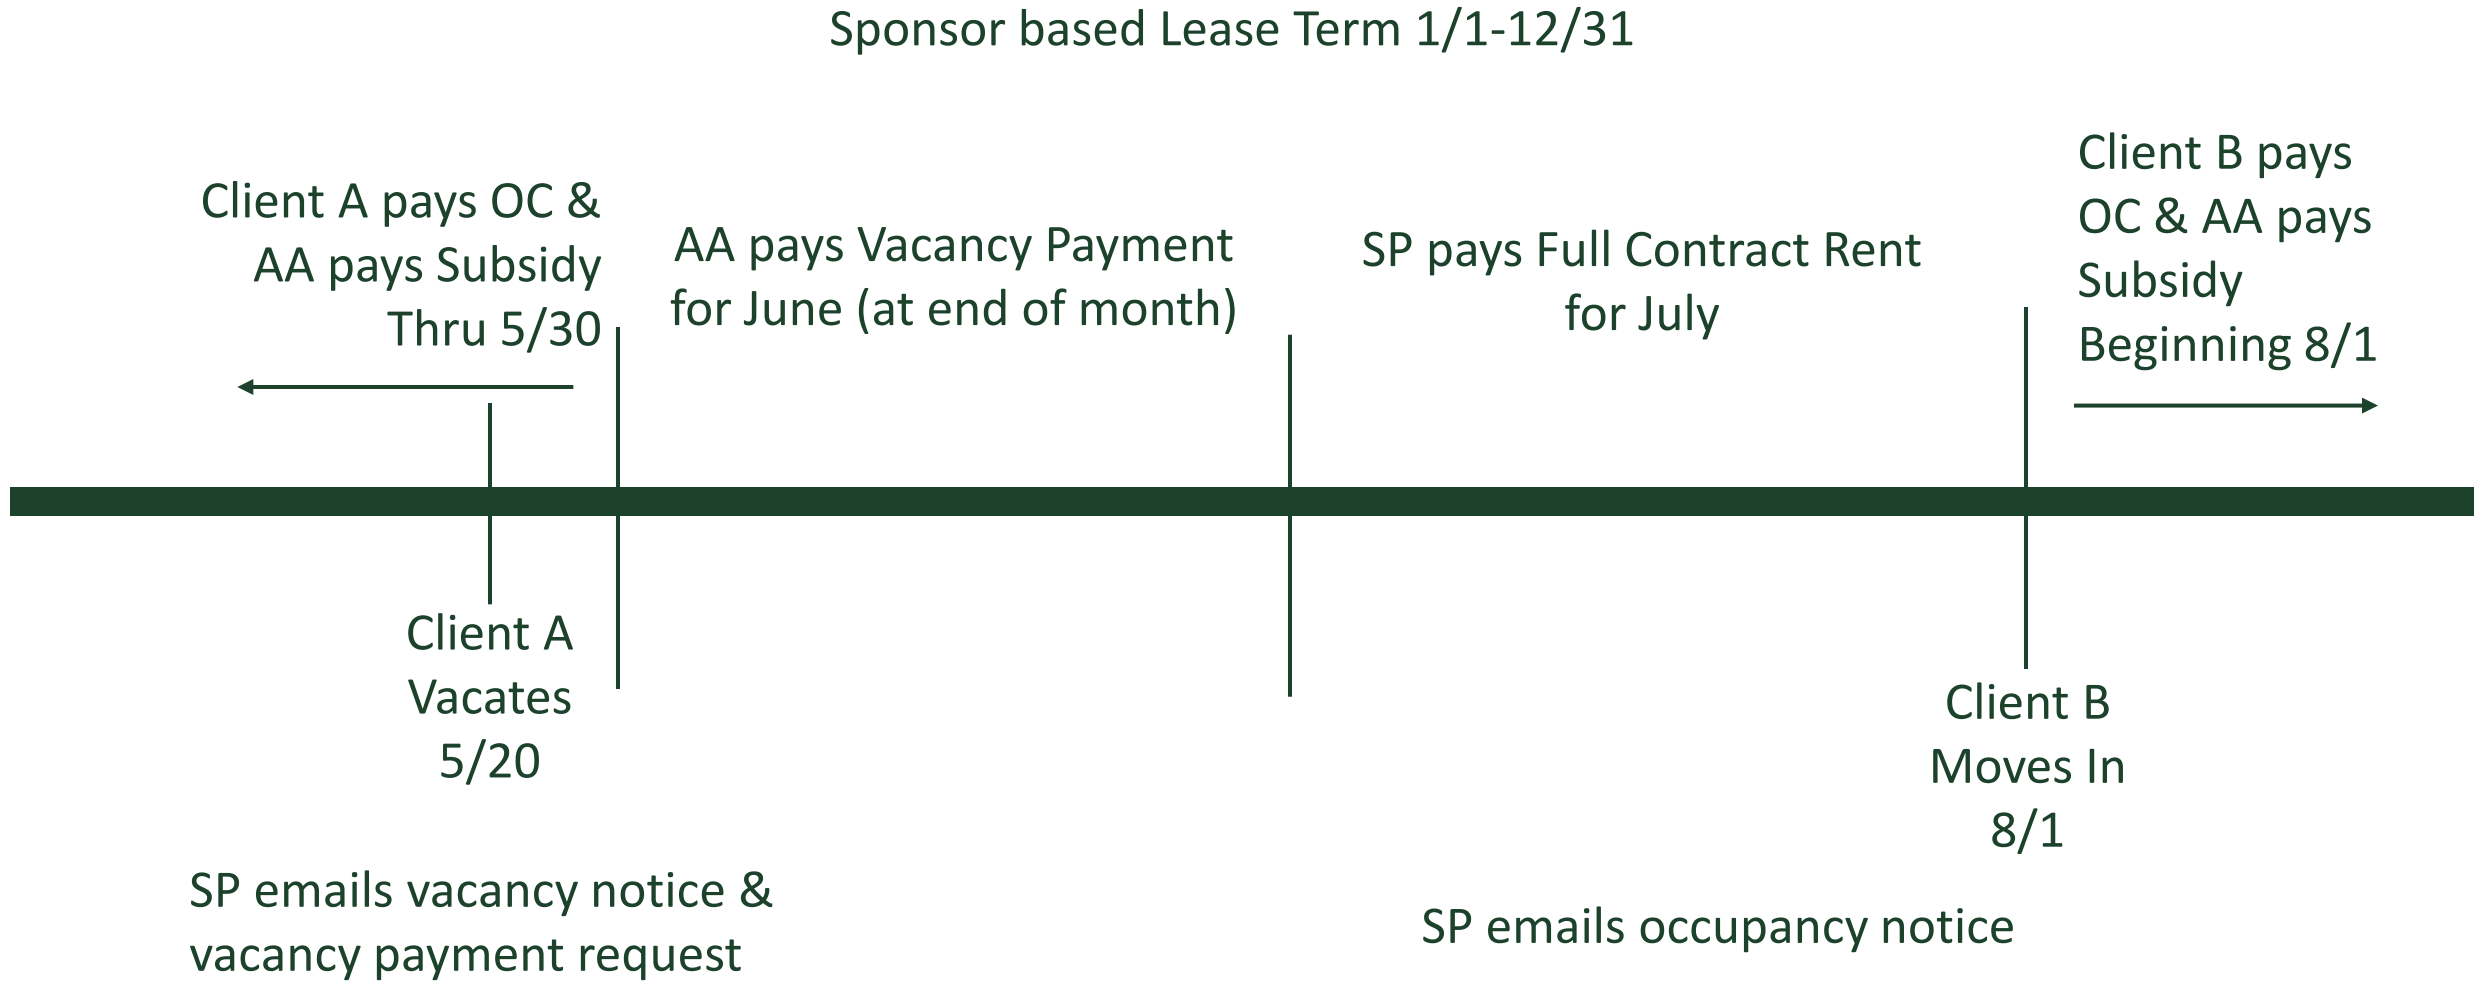 Sponsor based Lease Term 1/1-12/31
Client A pays OC &
AA pays Subsidy
Thru 5/30
AA pays Vacancy Payment
for June (at end of month)
SP pays Full Contract Rent
for July
Client B pays
OC & AA pays
Subsidy
Beginning 8/1
Client A
Vacates
5/20
Client B
Moves In
8/1
SP emails vacancy notice &
vacancy payment request
SP emails occupancy notice